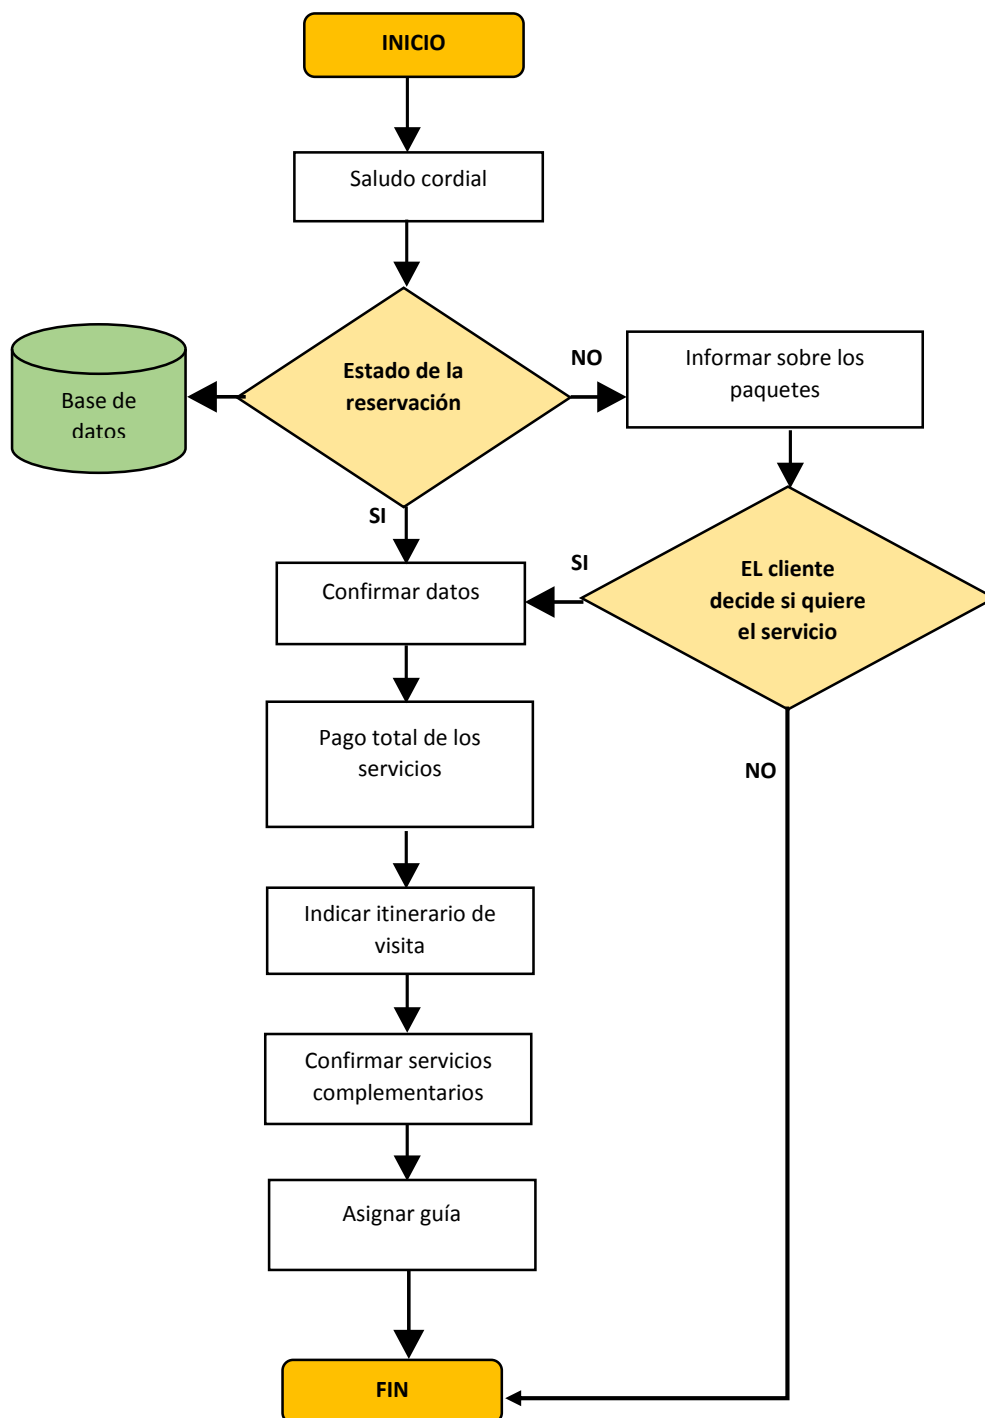 INICIO
Saludo cordial
Estado de la
reservación
Base de
datos
NO
Informar sobre los
paquetes
SI
Confirmar datos
SI
EL cliente
decide si quiere
el servicio
Pago total de los
servicios
NO
Indicar itinerario de
visita
Confirmar servicios
complementarios
Asignar guía
FIN